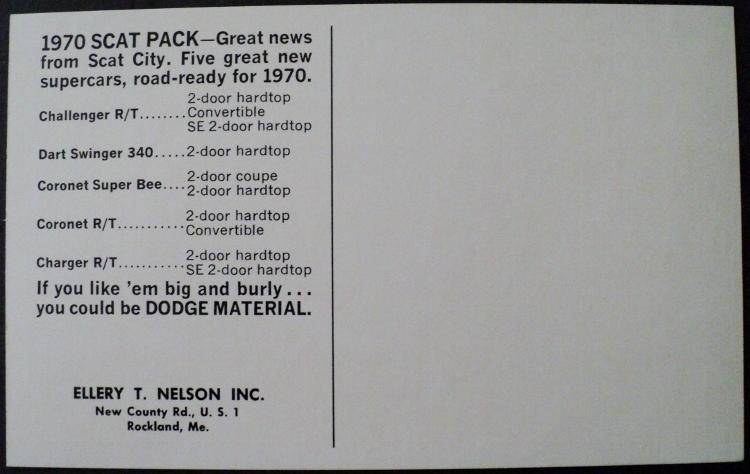 1970 SCAT PACK—Great news
from Scat City. Five great new
supercars, road-ready for 1970.
Challenger R/T........2-door hardtop
Convertible
SE 2-door hardtop
Dart Swinger 340.....2-door hardtop
Coronet Super Bee....2-door coupe
2-door hardtop
Coronet R/T...........2-door hardtop
Convertible
Charger R/T...........2-door hardtop
SE 2-door hardtop
If you like 'em big and burly...
you could be DODGE MATERIAL.
ELLERY T. NELSON INC.
New County Rd., U. S. 1
Rockland, Me.